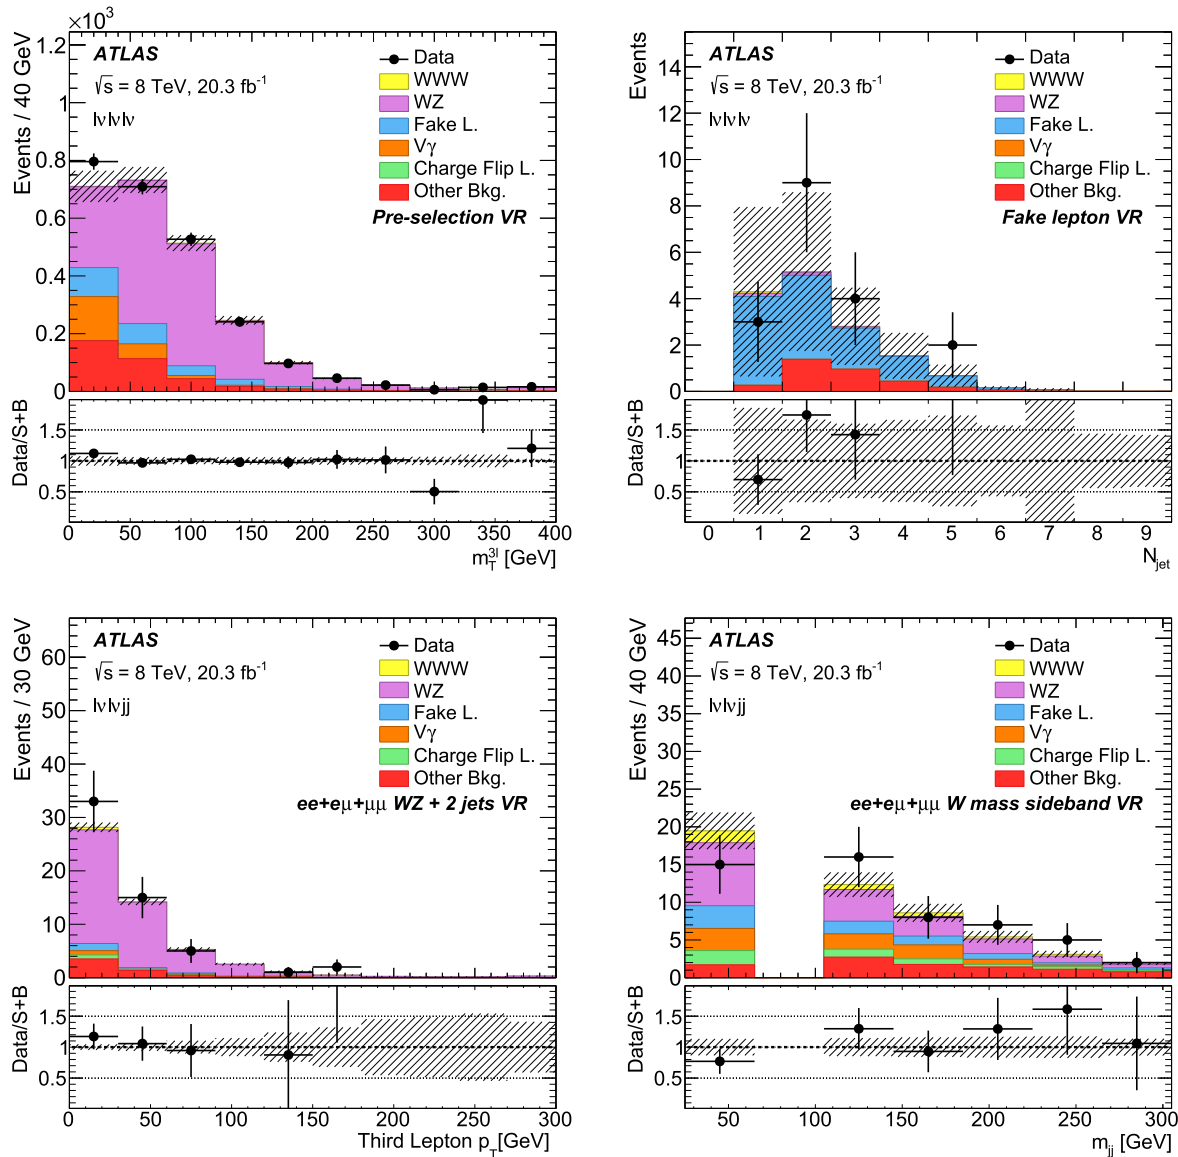 ×10³
Events / 40 GeV
1.2
1
0.8
0.6
0.4
0.2
0
ATLAS
√s = 8 TeV, 20.3 fb⁻¹
lνlνlν
Data
WWW
WZ
Fake L.
Vγ
Charge Flip L.
Other Bkg.
Pre-selection VR
Data/S+B
1.5
1
0.5
0 50 100 150 200 250 300 350 400
m_T^{3l} [GeV]
Events
14
12
10
8
6
4
2
0
ATLAS
√s = 8 TeV, 20.3 fb⁻¹
lνlνlν
Data
WWW
WZ
Fake L.
Vγ
Charge Flip L.
Other Bkg.
Fake lepton VR
Data/S+B
1.5
1
0.5
0 1 2 3 4 5 6 7 8 9
N_jet
Events / 30 GeV
60
50
40
30
20
10
0
ATLAS
√s = 8 TeV, 20.3 fb⁻¹
lνlνjj
Data
WWW
WZ
Fake L.
Vγ
Charge Flip L.
Other Bkg.
ee+eμ+μμ WZ + 2 jets VR
Data/S+B
1.5
1
0.5
0 50 100 150 200 250 300
Third Lepton p_T[GeV]
Events / 40 GeV
45
40
35
30
25
20
15
10
5
0
ATLAS
√s = 8 TeV, 20.3 fb⁻¹
lνlνjj
Data
WWW
WZ
Fake L.
Vγ
Charge Flip L.
Other Bkg.
ee+eμ+μμ W mass sideband VR
Data/S+B
1.5
1
0.5
50 100 150 200 250 300
m_jj [GeV]